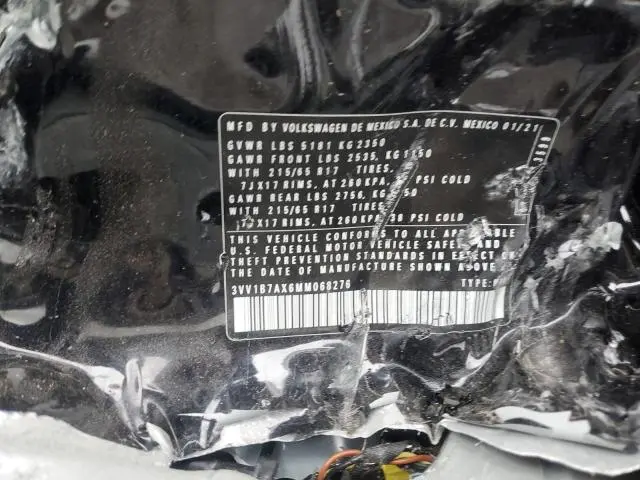 MFD BY VOLKSWAGEN DE MEXICO S.A. DE C.V. MEXICO 01/21
GVWR LBS 5181 KG 2350
GAWR FRONT LBS 2535, KG
WITH 215/65 R17 TIRES,
7JX17 RIMS, AT 260 KPA, PSI COLD
GAWR REAR LBS 2756, KG
WITH 215/65 R17 TIRES
7JX17 RIMS, AT 260 KPA, 38 PSI COLD
THIS VEHICLE CONFORMS TO ALL APPLICABLE
U.S. FEDERAL MOTOR VEHICLE SAFETY AND
THEFT PREVENTION STANDARDS IN EFFECT ON
THE DATE OF MANUFACTURE SHOWN ABOVE
3VV1B7AX6MM068276 TYPE: